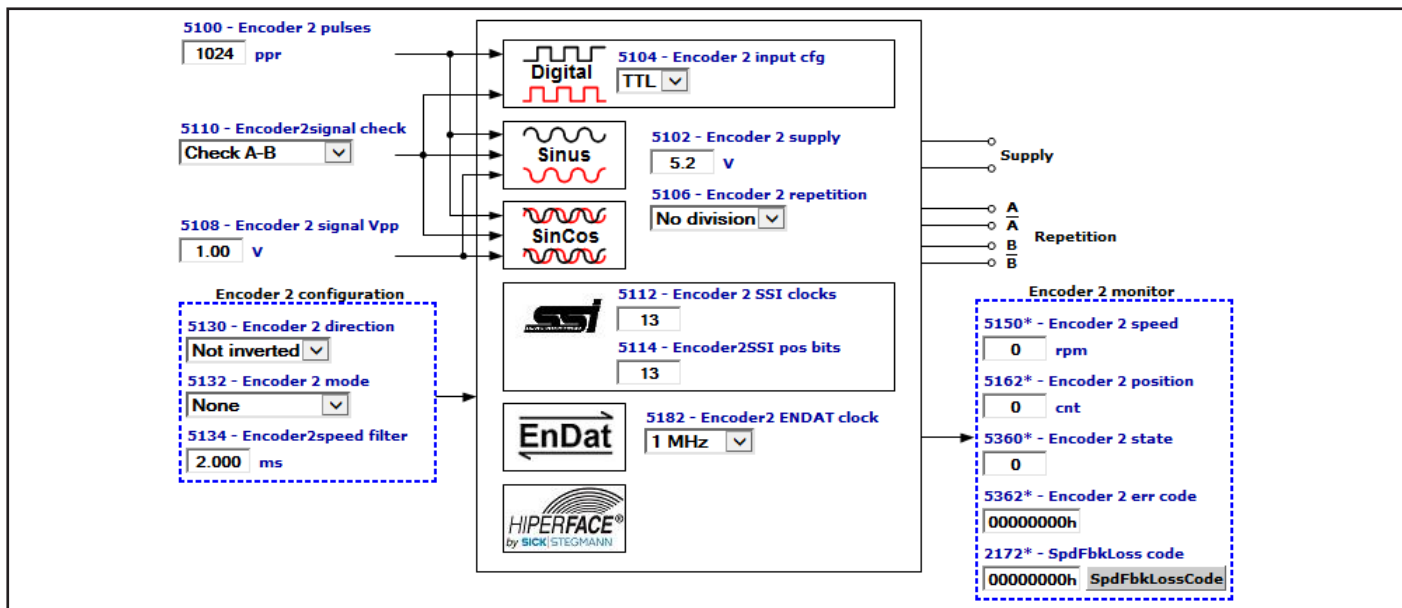 5100 - Encoder 2 pulses
1024 ppr
5110 - Encoder2signal check
Check A-B
5108 - Encoder 2 signal Vpp
1.00 V
Encoder 2 configuration
5130 - Encoder 2 direction
Not inverted
5132 - Encoder 2 mode
None
5134 - Encoder2speed filter
2.000 ms
Digital
5104 - Encoder 2 input cfg
TTL
Sinus
5102 - Encoder 2 supply
5.2 V
SinCos
5106 - Encoder 2 repetition
No division
SSI
5112 - Encoder 2 SSI clocks
13
5114 - Encoder2SSI pos bits
13
EnDat
5182 - Encoder2 ENDAT clock
1 MHz
HIPERFACE®
by SICK|STEGMANN
Supply
A
A
B
B
Repetition
Encoder 2 monitor
5150* - Encoder 2 speed
0 rpm
5162* - Encoder 2 position
0 cnt
5360* - Encoder 2 state
0
5362* - Encoder 2 err code
00000000h
2172* - SpdFbkLoss code
00000000h SpdFbkLossCode